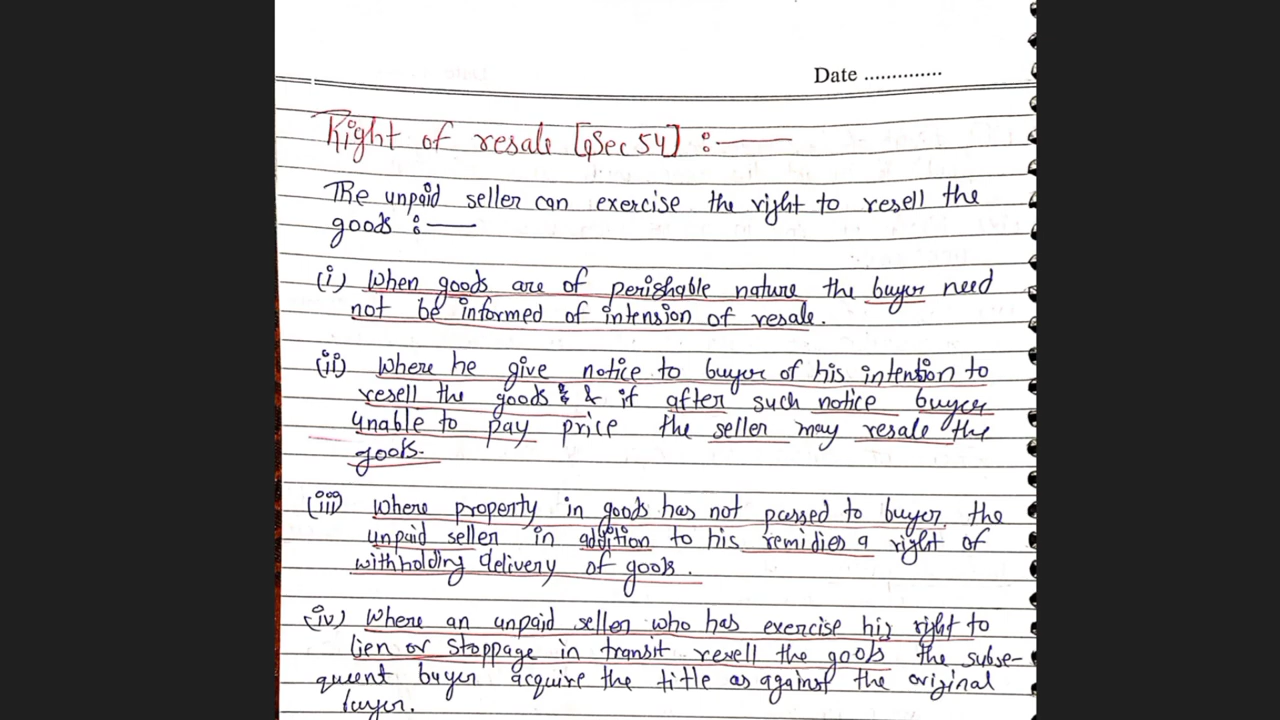 Date ..............
Right of resale [Sec 54] :—
The unpaid seller can exercise the right to resell the
goods :—
(i) When goods are of perishable nature the buyer need
not be informed of intension of resale.
(ii) Where he give notice to buyer of his intention to
resell the goods & & if after such notice buyer
unable to pay price the seller may resale the
goods.
(iii) Where property in goods has not passed to buyer the
unpaid seller in addition to his remidies a right of
withholding delivery of goods.
(iv) Where an unpaid seller who has exercise his right to
lien or stoppage in transit resell the goods the subse-
quent buyer acquire the title as against the original
buyer.